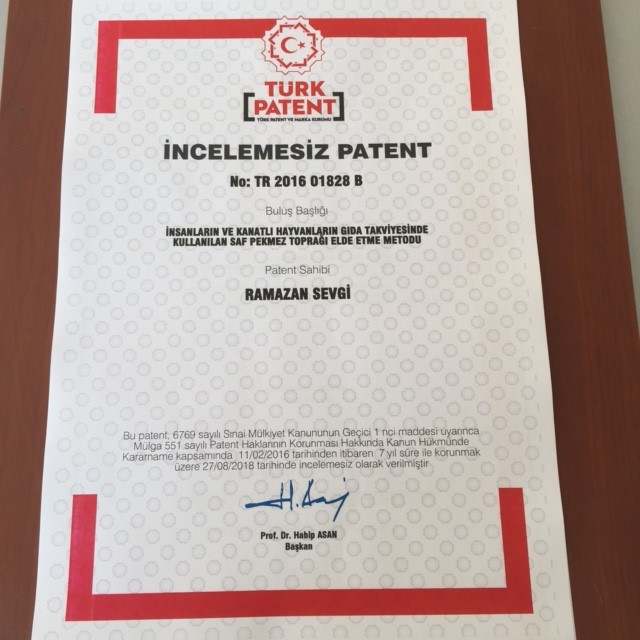 TÜRK
PATENT
TÜRK PATENT VE MARKA KURUMU
İNCELEMESİZ PATENT
No: TR 2016 01828 B
Buluş Başlığı
İNSANLARIN VE KANATLI HAYVANLARIN GIDA TAKVİYESİNDE
KULLANILAN SAF PEKMEZ TOPRAĞI ELDE ETME METODU
Patent Sahibi
RAMAZAN SEVGİ
Bu patent, 6769 sayılı Sınai Mülkiyet Kanununun Geçici 1 nci maddesi uyarınca
Mülga 551 sayılı Patent Haklarının Korunması Hakkında Kanun Hükmünde
Kararname kapsamında 11/02/2016 tarihinden itibaren 7 yıl süre ile korunmak
üzere 27/08/2018 tarihinde incelemesiz olarak verilmiştir
Prof. Dr. Habip ASAN
Başkan